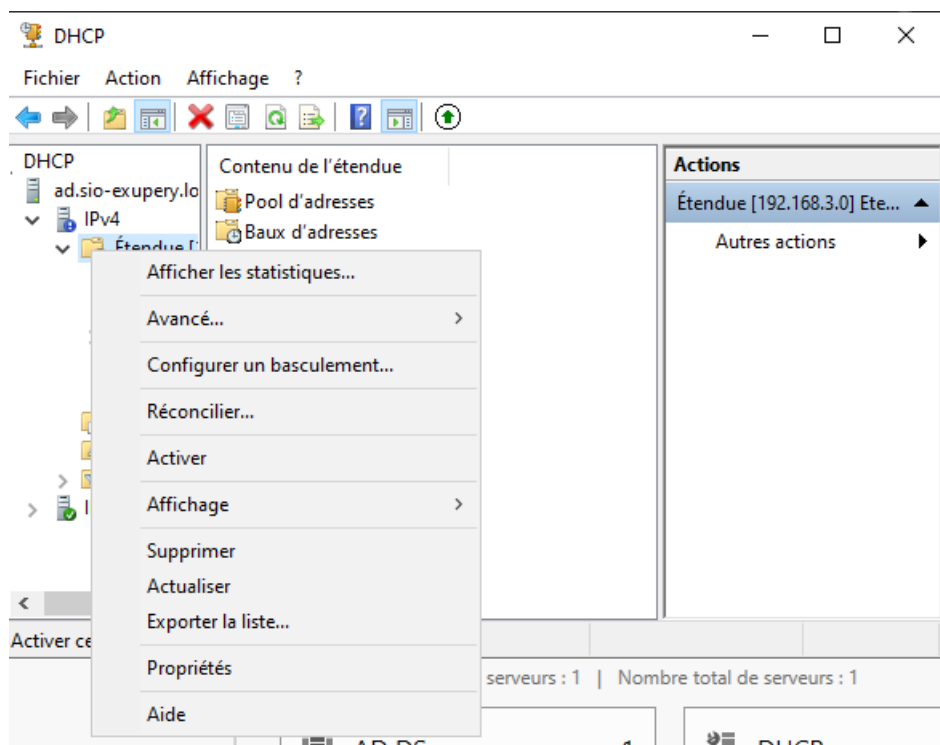 DHCP
Fichier Action Affichage ?
DHCP
ad.sio-exupery.lo
IPv4
Étendue [
Contenu de l'étendue
Pool d'adresses
Baux d'adresses
Actions
Étendue [192.168.3.0] Ete...
Autres actions
Afficher les statistiques...
Avancé...
Configurer un basculement...
Réconcilier...
Activer
Affichage
Supprimer
Actualiser
Exporter la liste...
Propriétés
Aide
Activer ce
serveurs : 1 | Nombre total de serveurs : 1
AD DS 1
DHCP